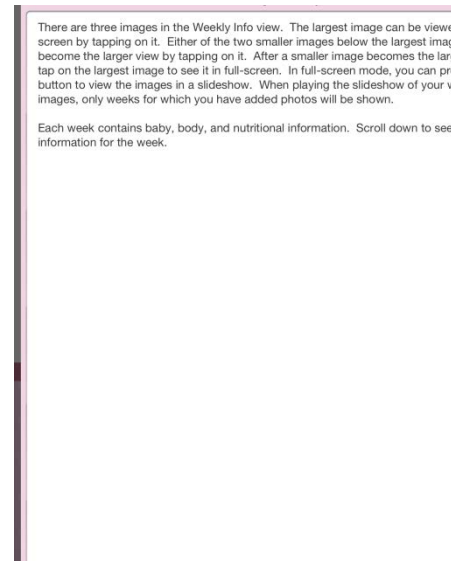 There are three images in the Weekly Info view.  The largest image can be viewe
screen by tapping on it.  Either of the two smaller images below the largest imag
become the larger view by tapping on it.  After a smaller image becomes the lar
tap on the largest image to see it in full-screen.  In full-screen mode, you can pr
button to view the images in a slideshow.  When playing the slideshow of your
images, only weeks for which you have added photos will be shown.
Each week contains baby, body, and nutritional information.  Scroll down to see
information for the week.